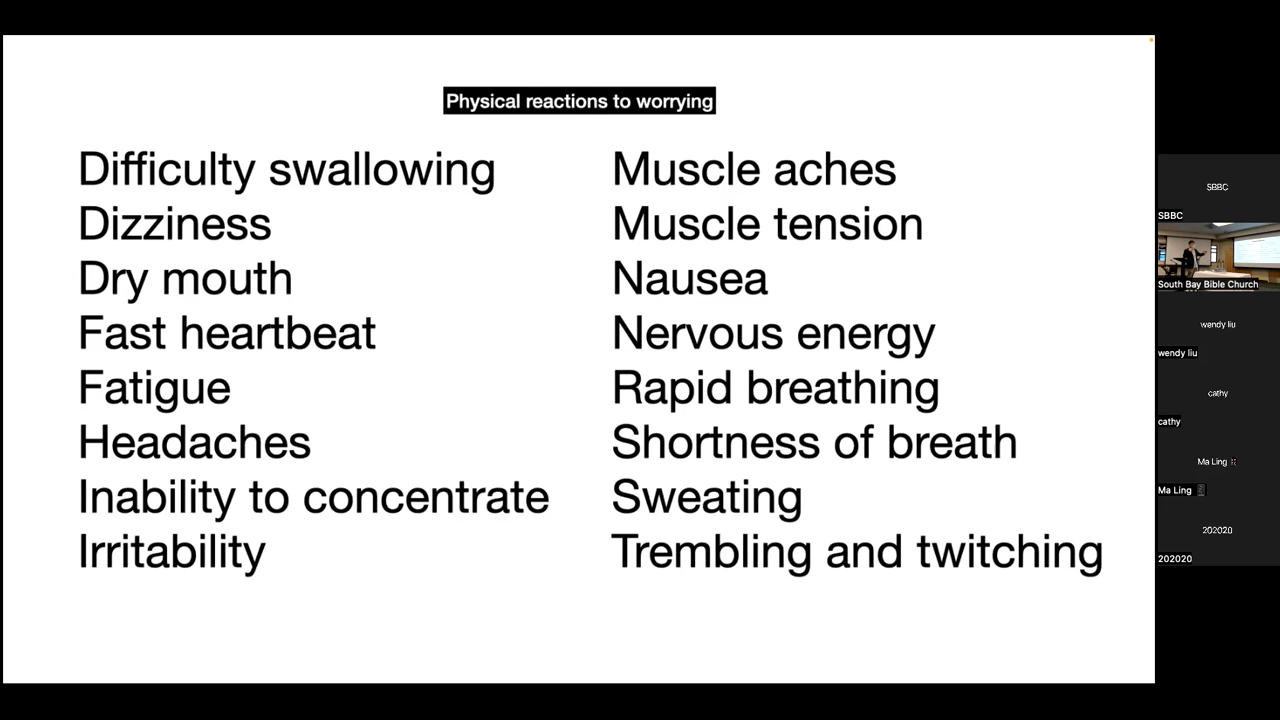 Physical reactions to worrying
Difficulty swallowing
Dizziness
Dry mouth
Fast heartbeat
Fatigue
Headaches
Inability to concentrate
Irritability
Muscle aches
Muscle tension
Nausea
Nervous energy
Rapid breathing
Shortness of breath
Sweating
Trembling and twitching
SBBC
SBBC
South Bay Bible Church
wendy liu
wendy liu
cathy
cathy
Ma Ling
Ma Ling
202020
202020